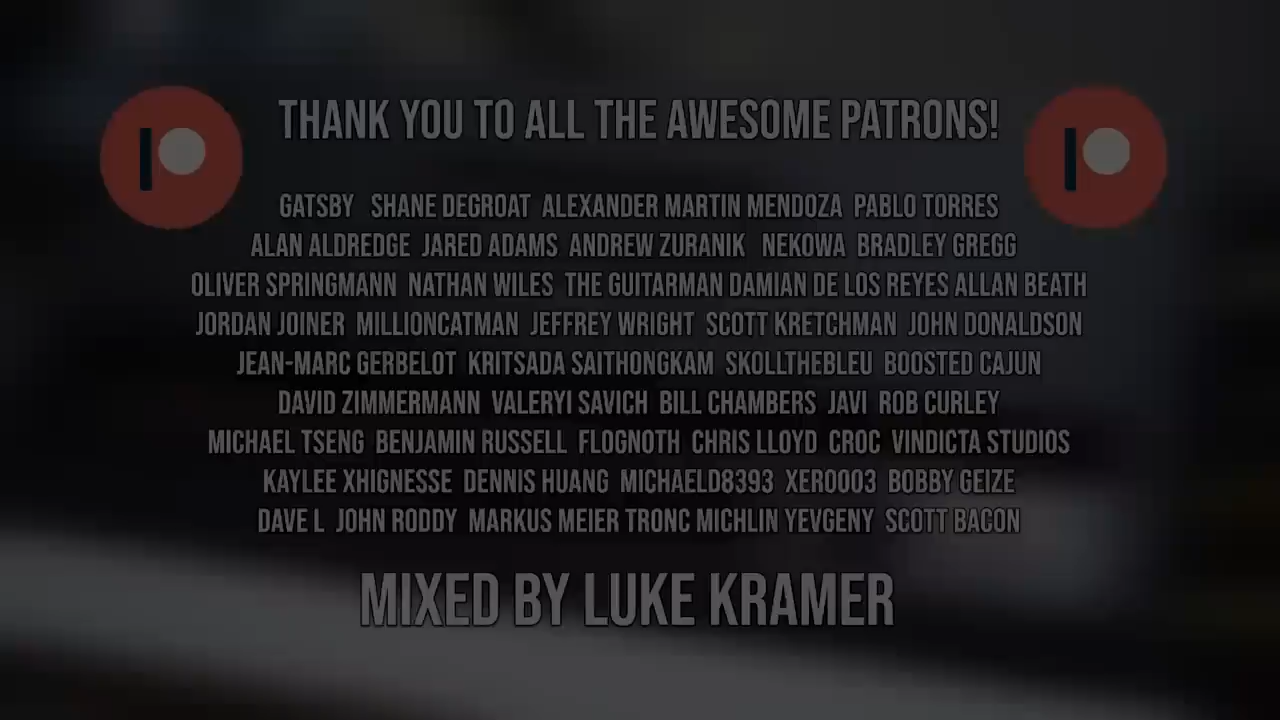 THANK YOU TO ALL THE AWESOME PATRONS!
GATSBY SHANE DEGROAT ALEXANDER MARTIN MENDOZA PABLO TORRES
ALAN ALDREDGE JARED ADAMS ANDREW ZURANIK NEKOWA BRADLEY GREGG
OLIVER SPRINGMANN NATHAN WILES THE GUITARMAN DAMIAN DE LOS REYES ALLAN BEATH
JORDAN JOINER MILLIONCATMAN JEFFREY WRIGHT SCOTT KRETCHMAN JOHN DONALDSON
JEAN-MARC GERBELOT KRITSADA SAITHONGKAM SKOLLTHEBLEU BOOSTED CAJUN
DAVID ZIMMERMANN VALERYI SAVICH BILL CHAMBERS JAVI ROB CURLEY
MICHAEL TSENG BENJAMIN RUSSELL FLOGNOTH CHRIS LLOYD CROC VINDICTA STUDIOS
KAYLEE XHIGNESSE DENNIS HUANG MICHAELD8393 XERO003 BOBBY GEIZE
DAVE L JOHN RODDY MARKUS MEIER TRONC MICHLIN YEVGENY SCOTT BACON
MIXED BY LUKE KRAMER